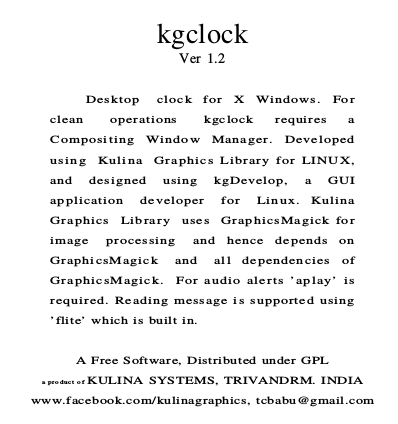 kgclock
Ver 1.2
Desktop clock for X Windows. For
clean operations kgclock requires a
Compositing Window Manager. Developed
using Kulina Graphics Library for LINUX,
and designed using kgDevelop, a GUI
application developer for Linux. Kulina
Graphics Library uses GraphicsMagick for
image processing and hence depends on
GraphicsMagick and all dependencies of
GraphicsMagick. For audio alerts 'aplay' is
required. Reading message is supported using
'flite' which is built in.
A Free Software, Distributed under GPL
a product of KULINA SYSTEMS, TRIVANDRM. INDIA
www.facebook.com/kulinagraphics, tcbabu@gmail.com